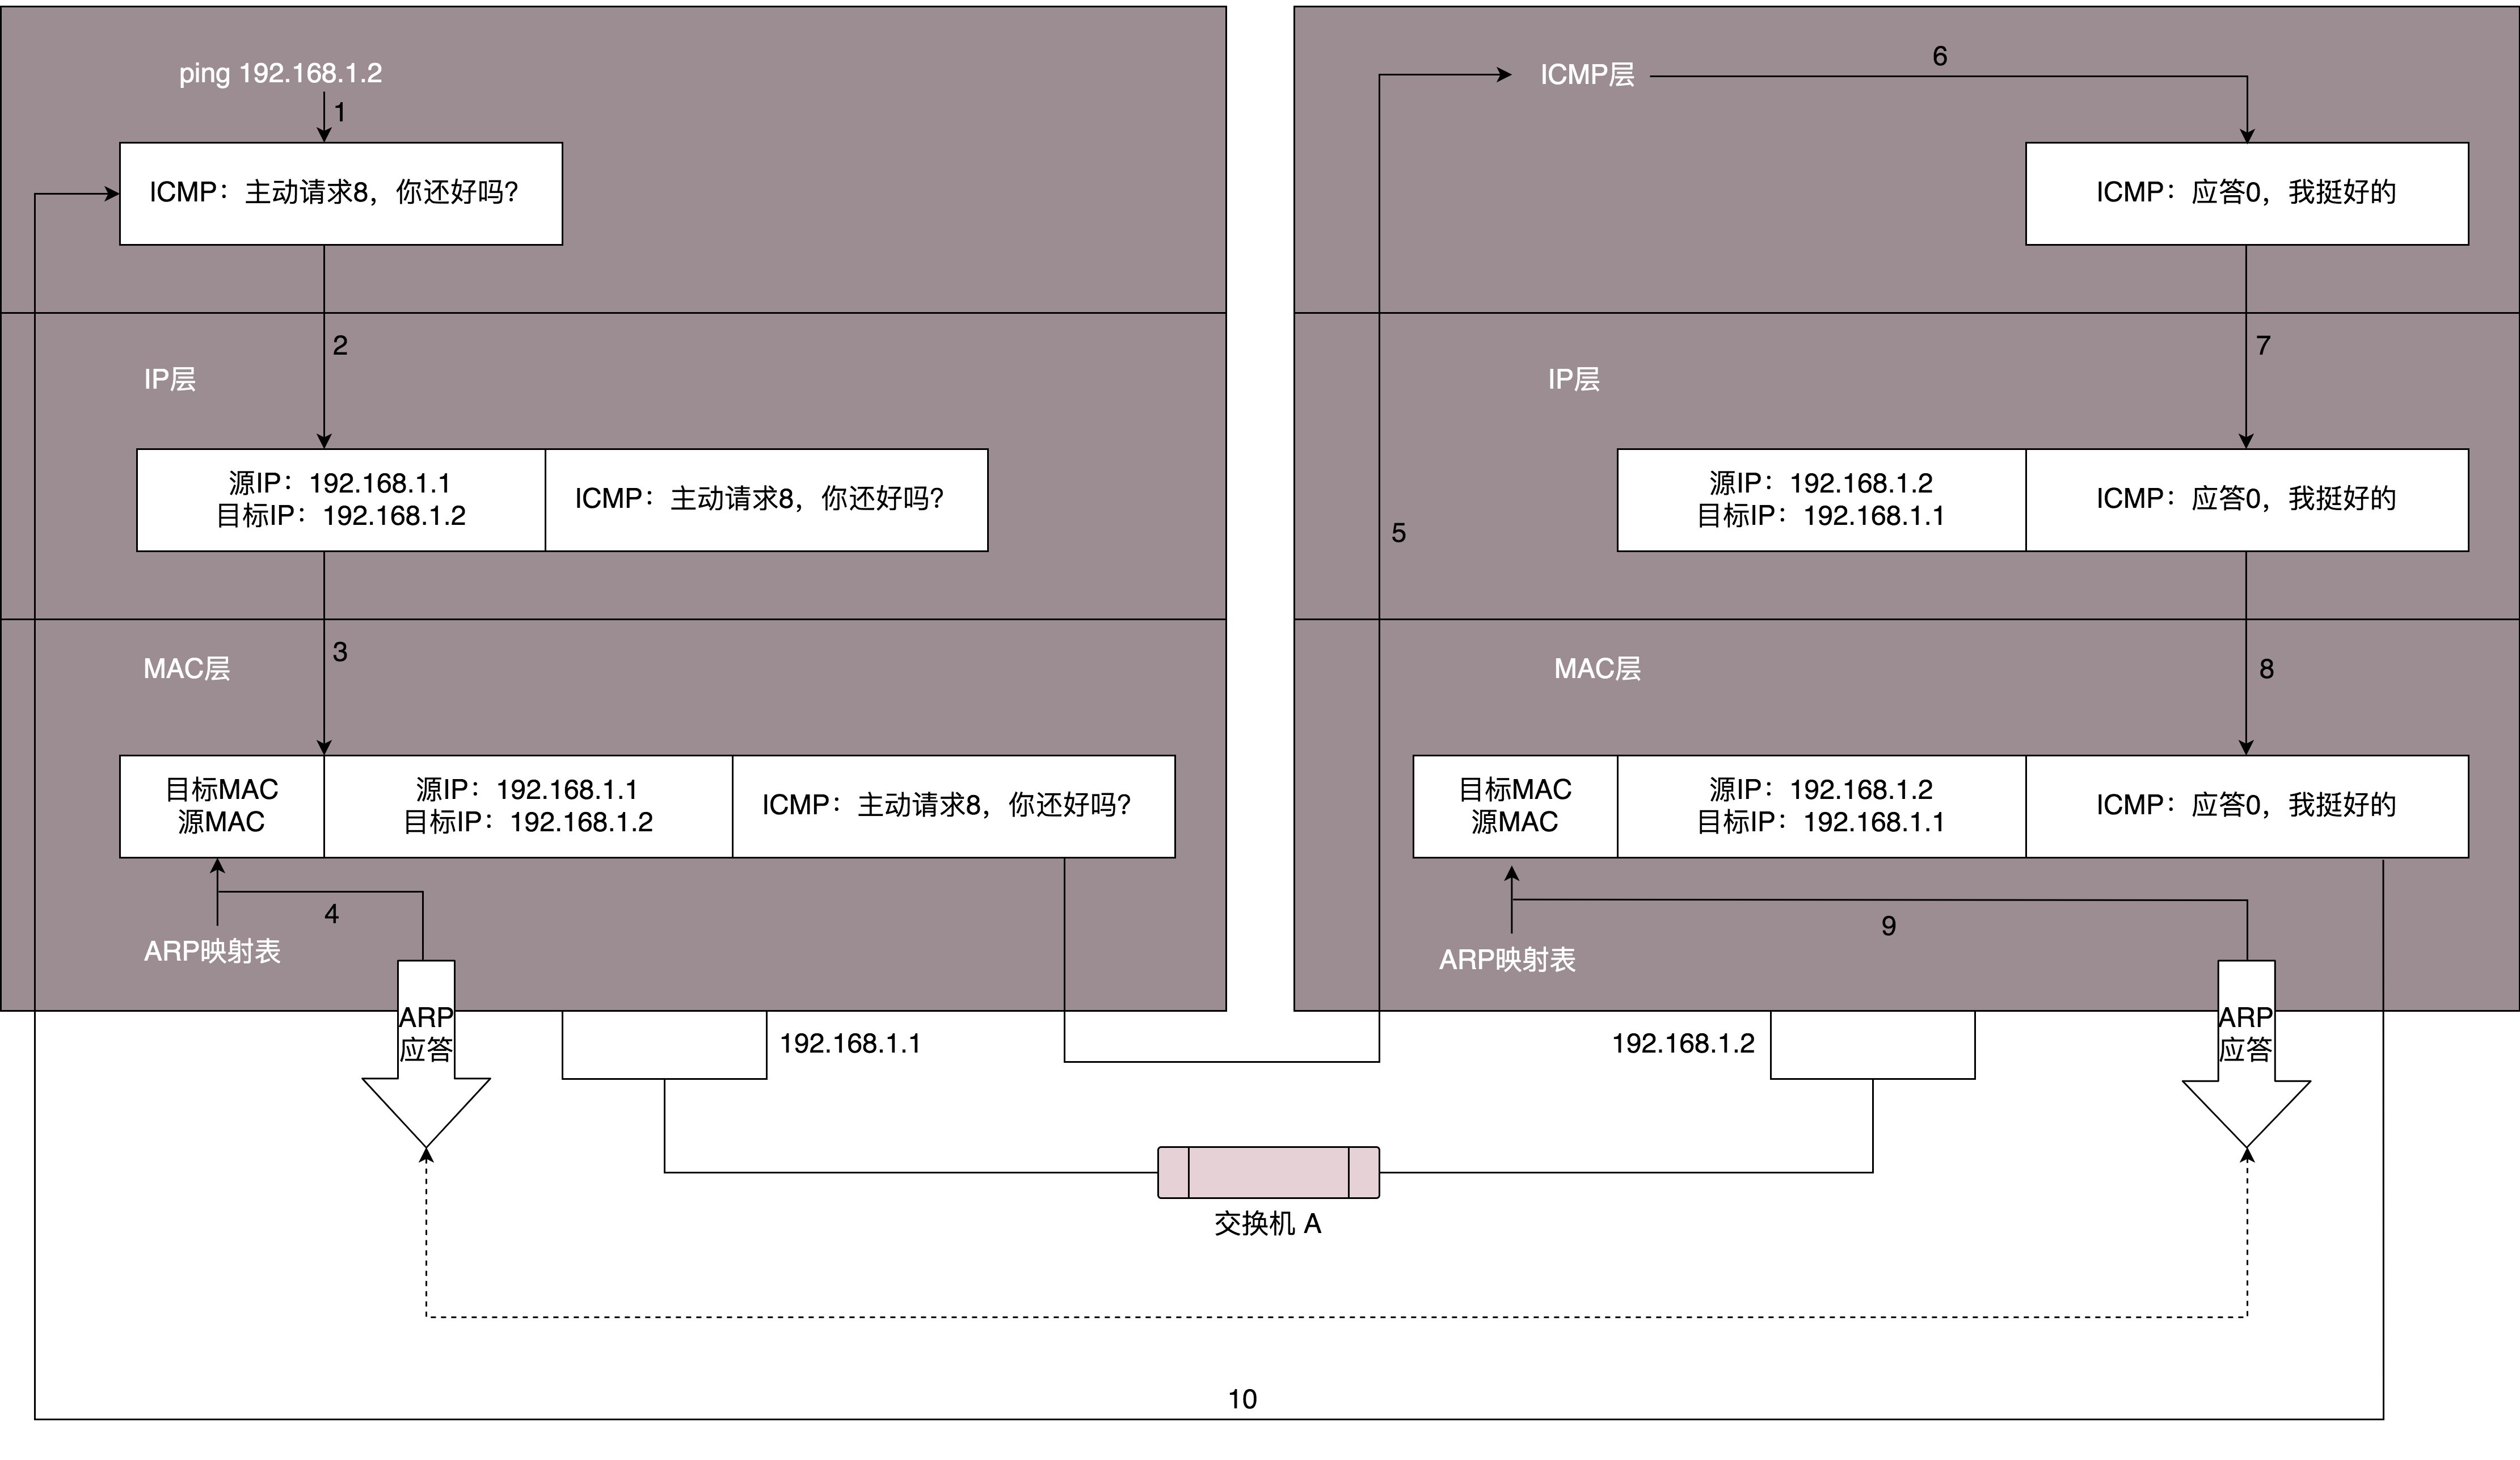 ping 192.168.1.2
1
ICMP：主动请求8，你还好吗？
2
IP层
源IP：192.168.1.1
目标IP：192.168.1.2
ICMP：主动请求8，你还好吗？
3
MAC层
目标MAC
源MAC
源IP：192.168.1.1
目标IP：192.168.1.2
ICMP：主动请求8，你还好吗？
4
ARP映射表
ARP
应答
192.168.1.1
5
ICMP层
6
ICMP：应答0，我挺好的
7
IP层
源IP：192.168.1.2
目标IP：192.168.1.1
ICMP：应答0，我挺好的
8
MAC层
目标MAC
源MAC
源IP：192.168.1.2
目标IP：192.168.1.1
ICMP：应答0，我挺好的
9
ARP映射表
192.168.1.2
ARP
应答
交换机 A
10